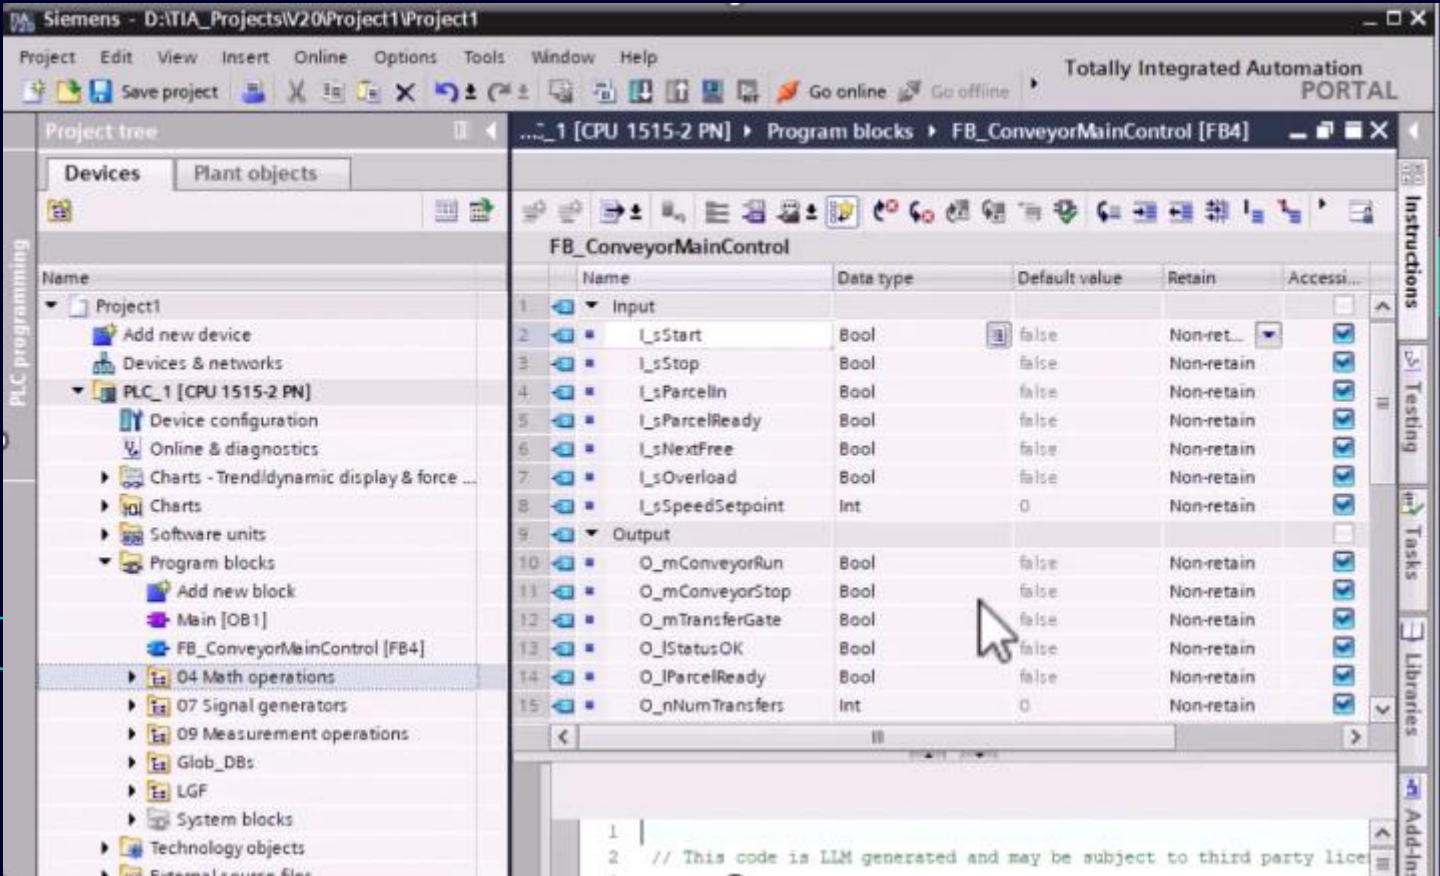 Siemens - D:\TIA_Projects\V20\Project1\Project1
Project Edit View Insert Online Options Tools Window Help
Totally Integrated Automation
PORTAL
Save project Go online Go offline
Project tree
...1 [CPU 1515-2 PN] Program blocks FB_ConveyorMainControl [FB4]
Devices Plant objects
PLC programming
Name
Project1
Add new device
Devices & networks
PLC_1 [CPU 1515-2 PN]
Device configuration
Online & diagnostics
Charts - Trend/dynamic display & force ...
Charts
Software units
Program blocks
Add new block
Main [OB1]
FB_ConveyorMainControl [FB4]
04 Math operations
07 Signal generators
09 Measurement operations
Glob_DBs
LGF
System blocks
Technology objects
External source files
FB_ConveyorMainControl
Name Data type Default value Retain Accessi...
1 Input
2 I_sStart Bool false Non-ret...
3 I_sStop Bool false Non-retain
4 I_sParcelIn Bool false Non-retain
5 I_sParcelReady Bool false Non-retain
6 I_sNextFree Bool false Non-retain
7 I_sOverload Bool false Non-retain
8 I_sSpeedSetpoint Int 0 Non-retain
9 Output
10 O_mConveyorRun Bool false Non-retain
11 O_mConveyorStop Bool false Non-retain
12 O_mTransferGate Bool false Non-retain
13 O_lStatusOK Bool false Non-retain
14 O_lParcelReady Bool false Non-retain
15 O_nNumTransfers Int 0 Non-retain
1
2 // This code is LLM generated and may be subject to third party lice
Instructions
Testing
Tasks
Libraries
Add-Ins